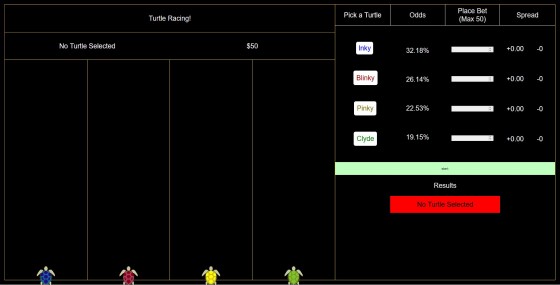 Turtle Racing!
No Turtle Selected
$50
Pick a Turtle
Odds
Place Bet
(Max 50)
Spread
Inky
32.18%
+0.00
-0
Blinky
26.14%
+0.00
-0
Pinky
22.53%
+0.00
-0
Clyde
19.15%
+0.00
-0
Results
No Turtle Selected